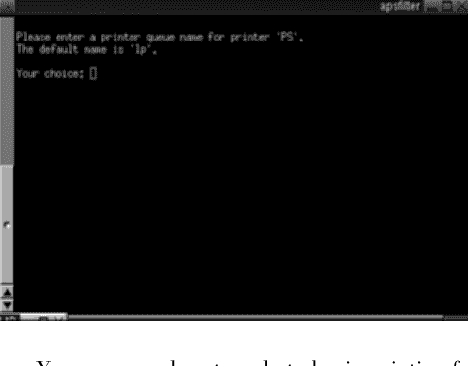 apsfilter
Please enter a printer queue name for printer 'PS'.
The default name is 'lp'.
Your choice: